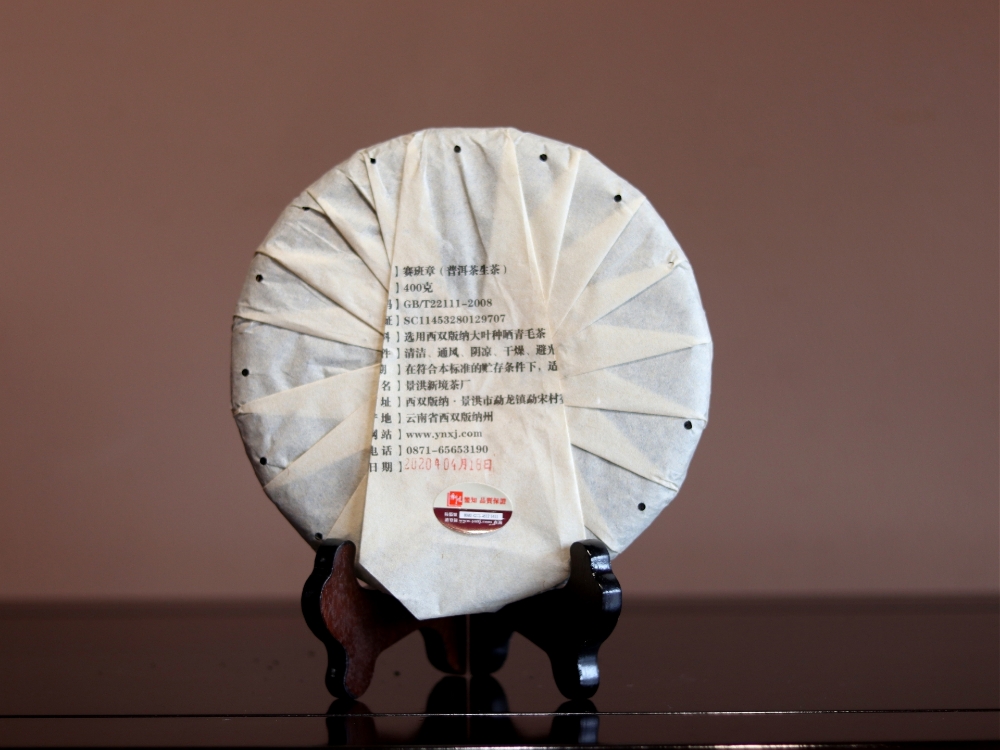 】赛班章（普洱茶生茶）
】400克
】GB/T22111-2008
证】SC11453280129707
料】选用西双版纳大叶种晒青毛茶
件】清洁、通风、阴凉、干燥、避光
期】在符合本标准的贮存条件下，适
名】景洪新境茶厂
址】西双版纳·景洪市勐龙镇勐宋村
地】云南省西双版纳州
网站】www.ynxj.com
电话】0871-65653190
日期】2020年04月18日
品质保证